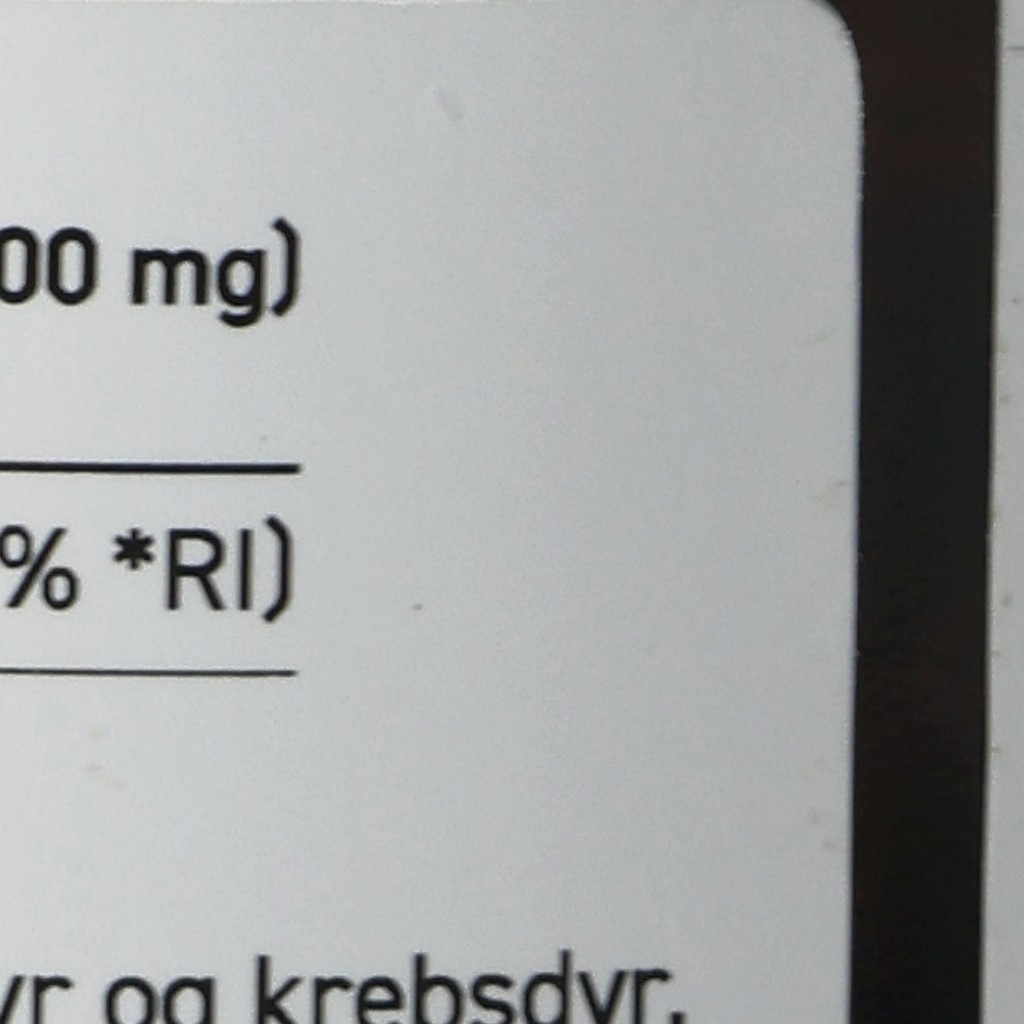 00 mg)
% *RI)
yr og krebsdyr.